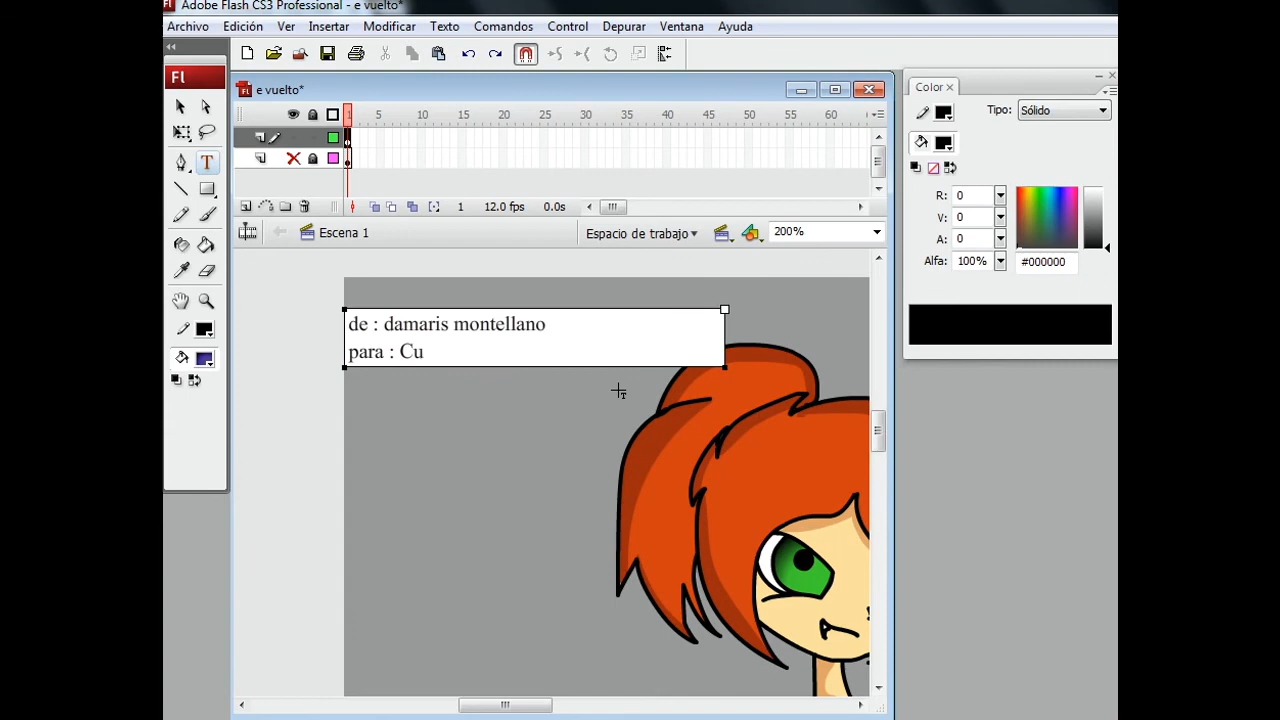 Adobe Flash CS3 Professional - e vuelto*
Archivo Edición Ver Insertar Modificar Texto Comandos Control Depurar Ventana Ayuda
Fl
e vuelto*
Color
Tipo: Sólido
1 5 10 15 20 25 30 35 40 45 50 55 60
R: 0
V: 0
A: 0
Alfa: 100% #000000
1 12.0 fps 0.0s
Escena 1 Espacio de trabajo 200%
de : damaris montellano
para : Cu